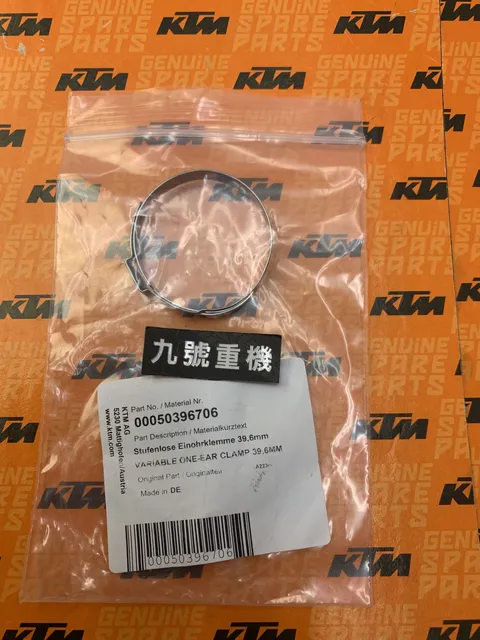 GENUINE SPARE PARTS
KTM
九號重機
Part No. / Material Nr.
00050396706
Part Description / Materialkurztext
Stufenlose Einohrklemme 39,6mm
VARIABLE ONE-EAR CLAMP 39,6MM
Original Part / Originalteil
Made in DE
00050396706
KTM AG
5230 Mattighofen/Austria
www.ktm.com